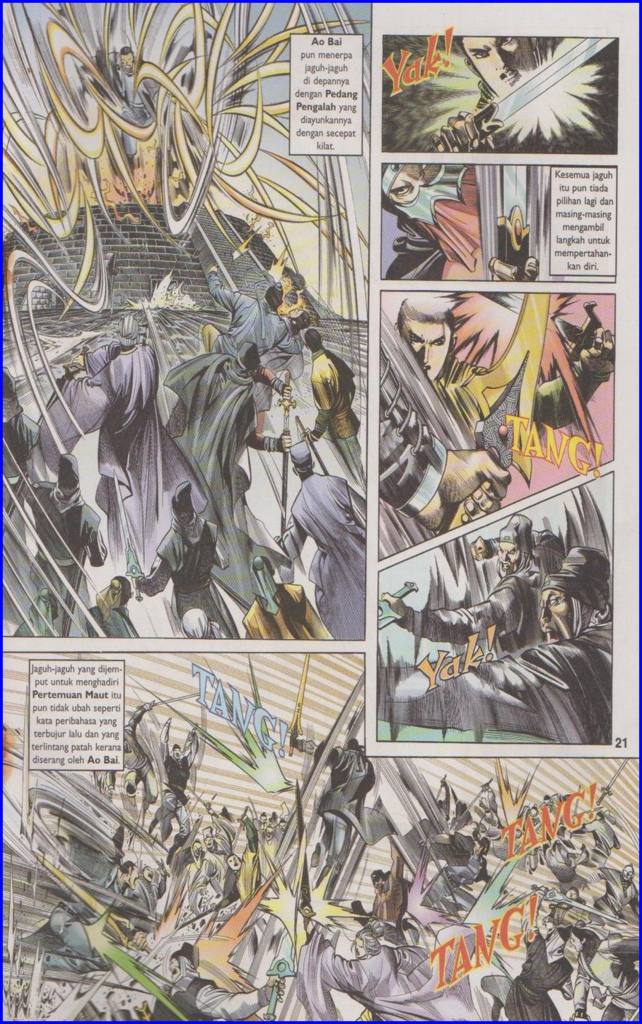 Ao Bai
pun menerpa
jaguh-jaguh
di depannya
dengan Pedang
Pengalah yang
diayunkannya
dengan secepat
kilat.
Yak!
Kesemua jaguh
itu pun tiada
pilihan lagi dan
masing-masing
mengambil
langkah untuk
mempertahan-
kan diri.
TANG!
Yak!
21
Jaguh-jaguh yang dijem-
put untuk menghadiri
Pertemuan Maut itu
pun tidak ubah seperti
kata peribahasa yang
terbujur lalu dan yang
terlintang patah kerana
diserang oleh Ao Bai.
TANG!
TANG!
TANG!